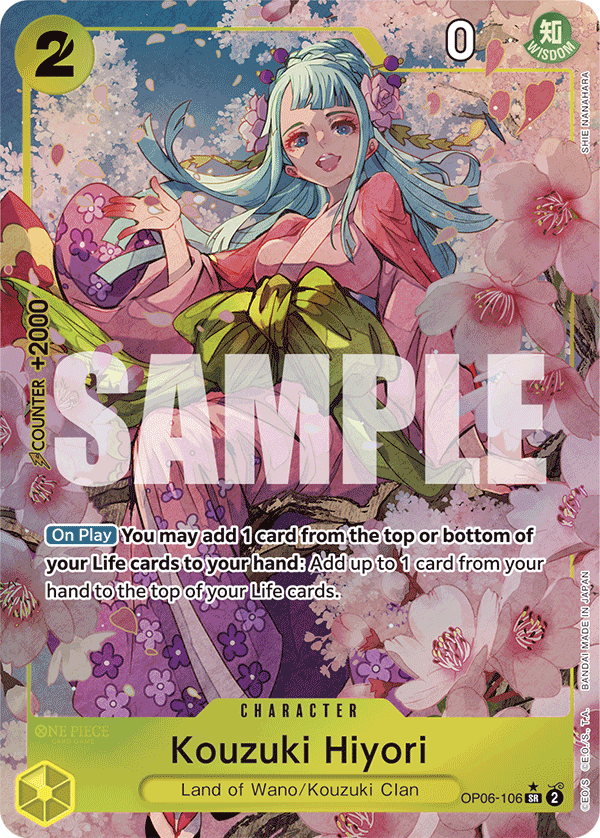 2
0
知
WISDOM
SHIE NANAHARA
COUNTER +2000
SAMPLE
On Play You may add 1 card from the top or bottom of
your Life cards to your hand: Add up to 1 card from your
hand to the top of your Life cards.
BANDAI MADE IN JAPAN
©E.O/S ©E.O./S., T.A.
CHARACTER
ONE PIECE
CARD GAME
Kouzuki Hiyori
Land of Wano/Kouzuki Clan
OP06-106 SR 2